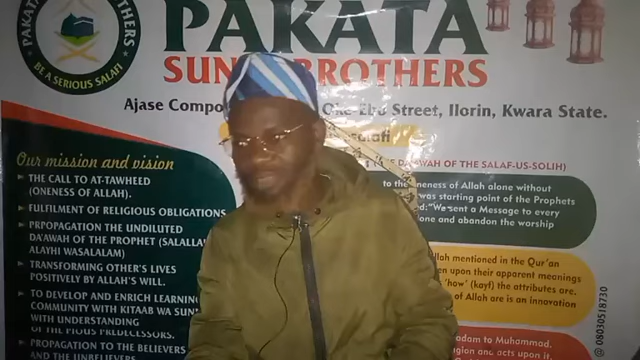 PAKATA
BROTHERS
BE A SERIOUS SALAFI
PAKATA
SUN BROTHERS
Ajase Compo Street, Ilorin, Kwara State.
Our mission and vision
THE CALL TO AT-TAWHEED
(ONENESS OF ALLAH).
FULFILMENT OF RELIGIOUS OBLIGATIONS
PRPOPAGATION THE UNDILUTED
DA'AWAH OF THE PROPHET (SALALLA
ALAYHI WASALALAM)
TRANSFORMING OTHER'S LIVES
POSITIVELY BY ALLAH'S WILL.
TO DEVELOP AND ENRICH LEARNING
COMMUNITY WITH KITAAB WA SUN
WITH UNDERSTANDING
OF THE PIOUS PREDECESSORS.
PROPAGATION TO THE BELIEVERS
AND THE UNBELIEVERS
DA'AWAH OF THE SALAF-US-SOLIH)
to the oneness of Allah alone without
was starting point of the Prophets
d: "We sent a Message to every
one and abandon the worship
llah mentioned in the Qur'an
en upon their apparent meanings
'how' (kayf) the attributes are.
of Allah are is an innovation
adam to Muhammad.
igion and acts upon it,
@ 08030518730